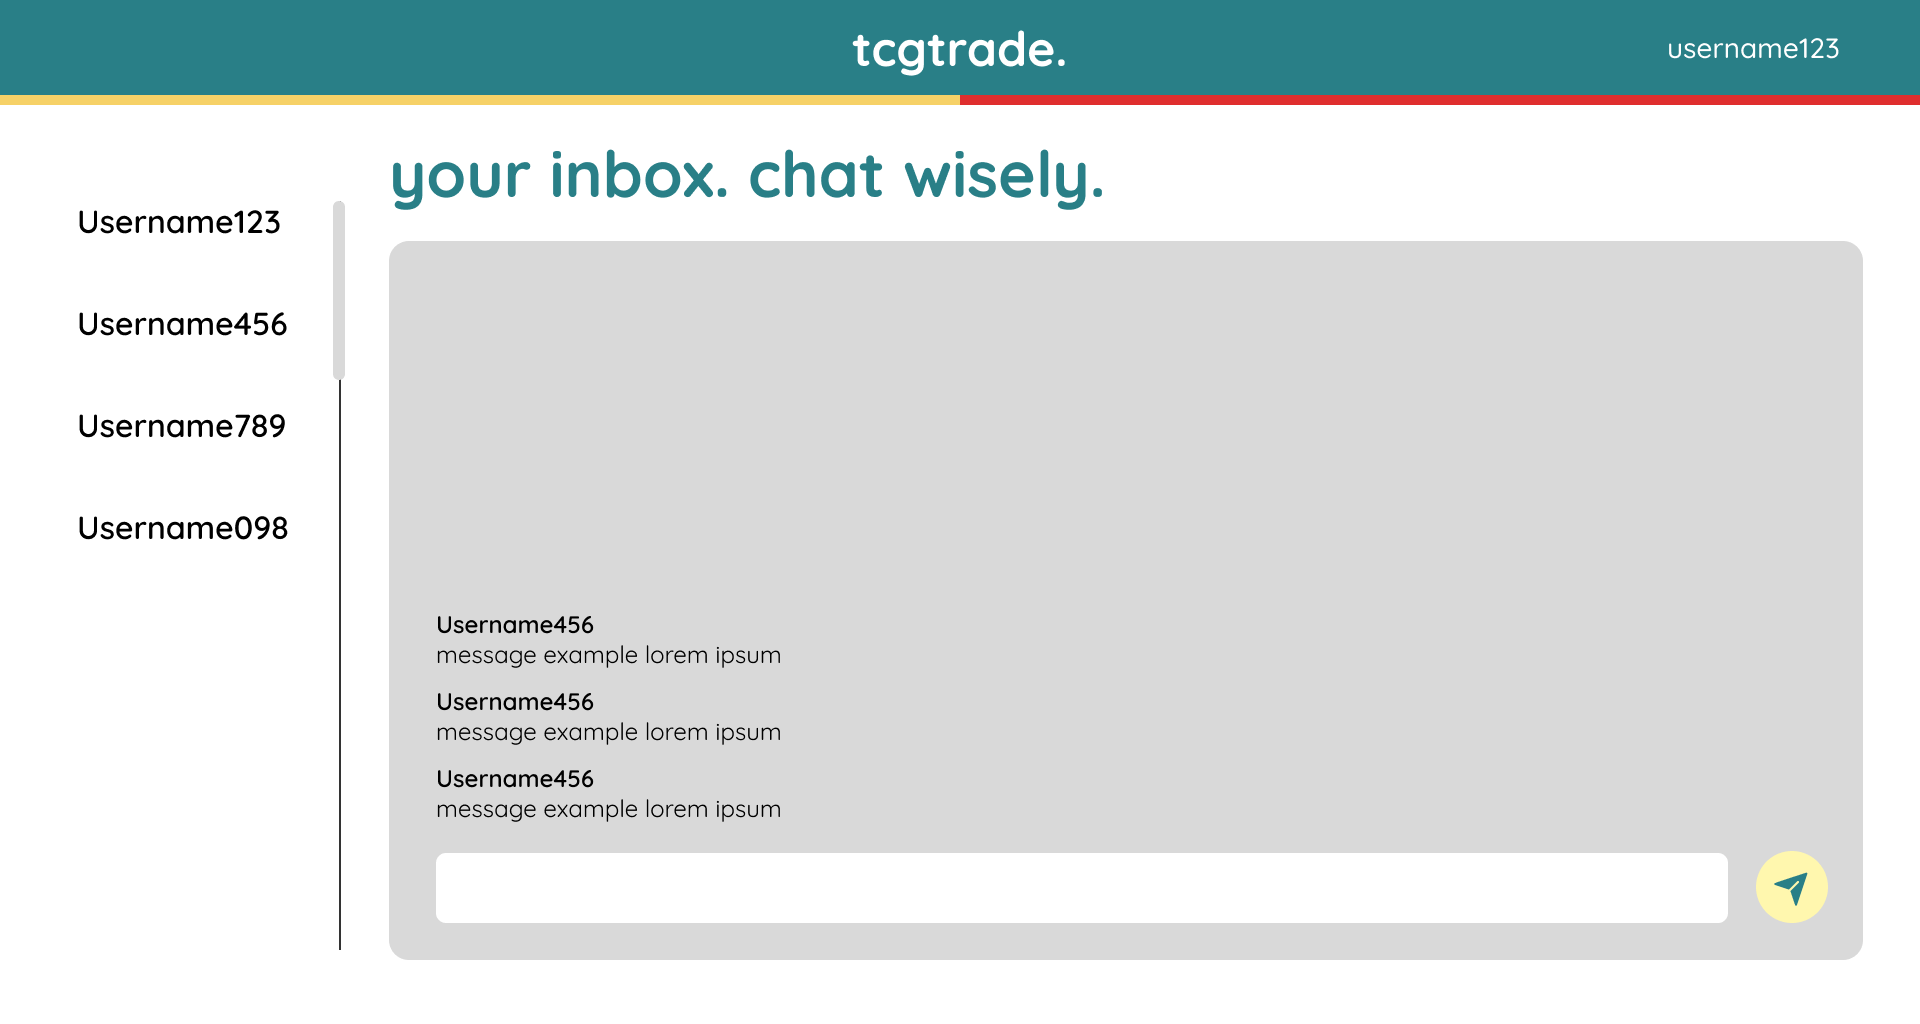 tcgtrade.
username123
your inbox. chat wisely.
Username123
Username456
Username789
Username098
Username456
message example lorem ipsum
Username456
message example lorem ipsum
Username456
message example lorem ipsum